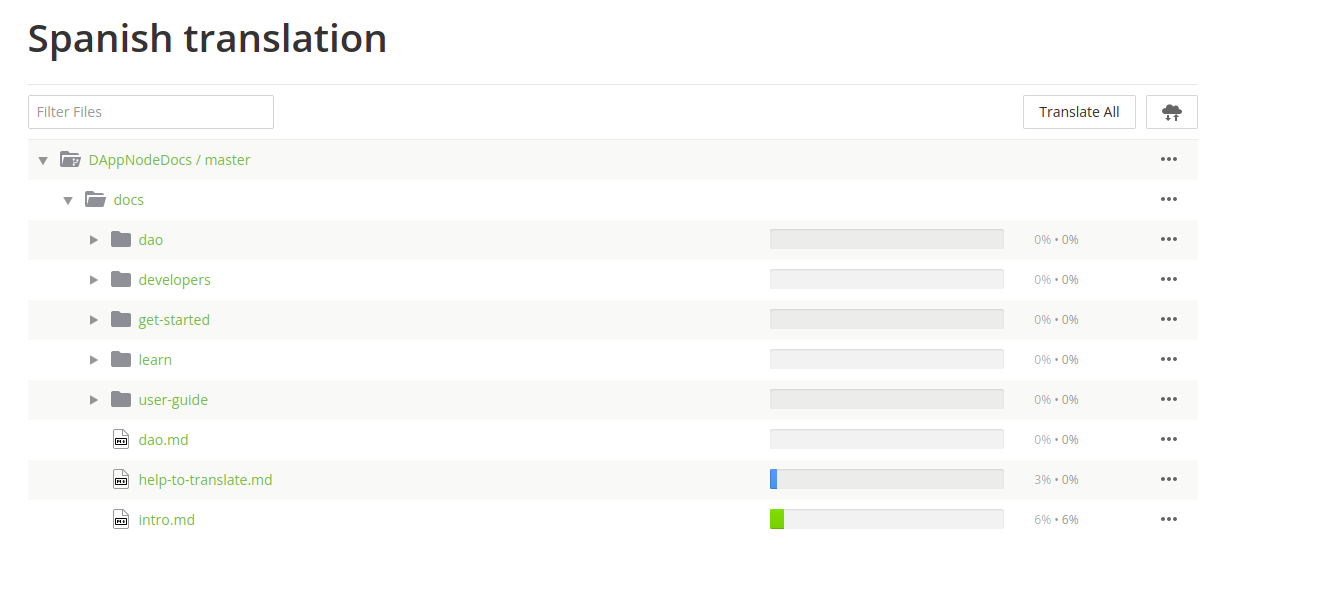 Spanish translation
Filter Files
Translate All
DAppNodeDocs / master
docs
dao 0% • 0%
developers 0% • 0%
get-started 0% • 0%
learn 0% • 0%
user-guide 0% • 0%
dao.md 0% • 0%
help-to-translate.md 3% • 0%
intro.md 6% • 6%